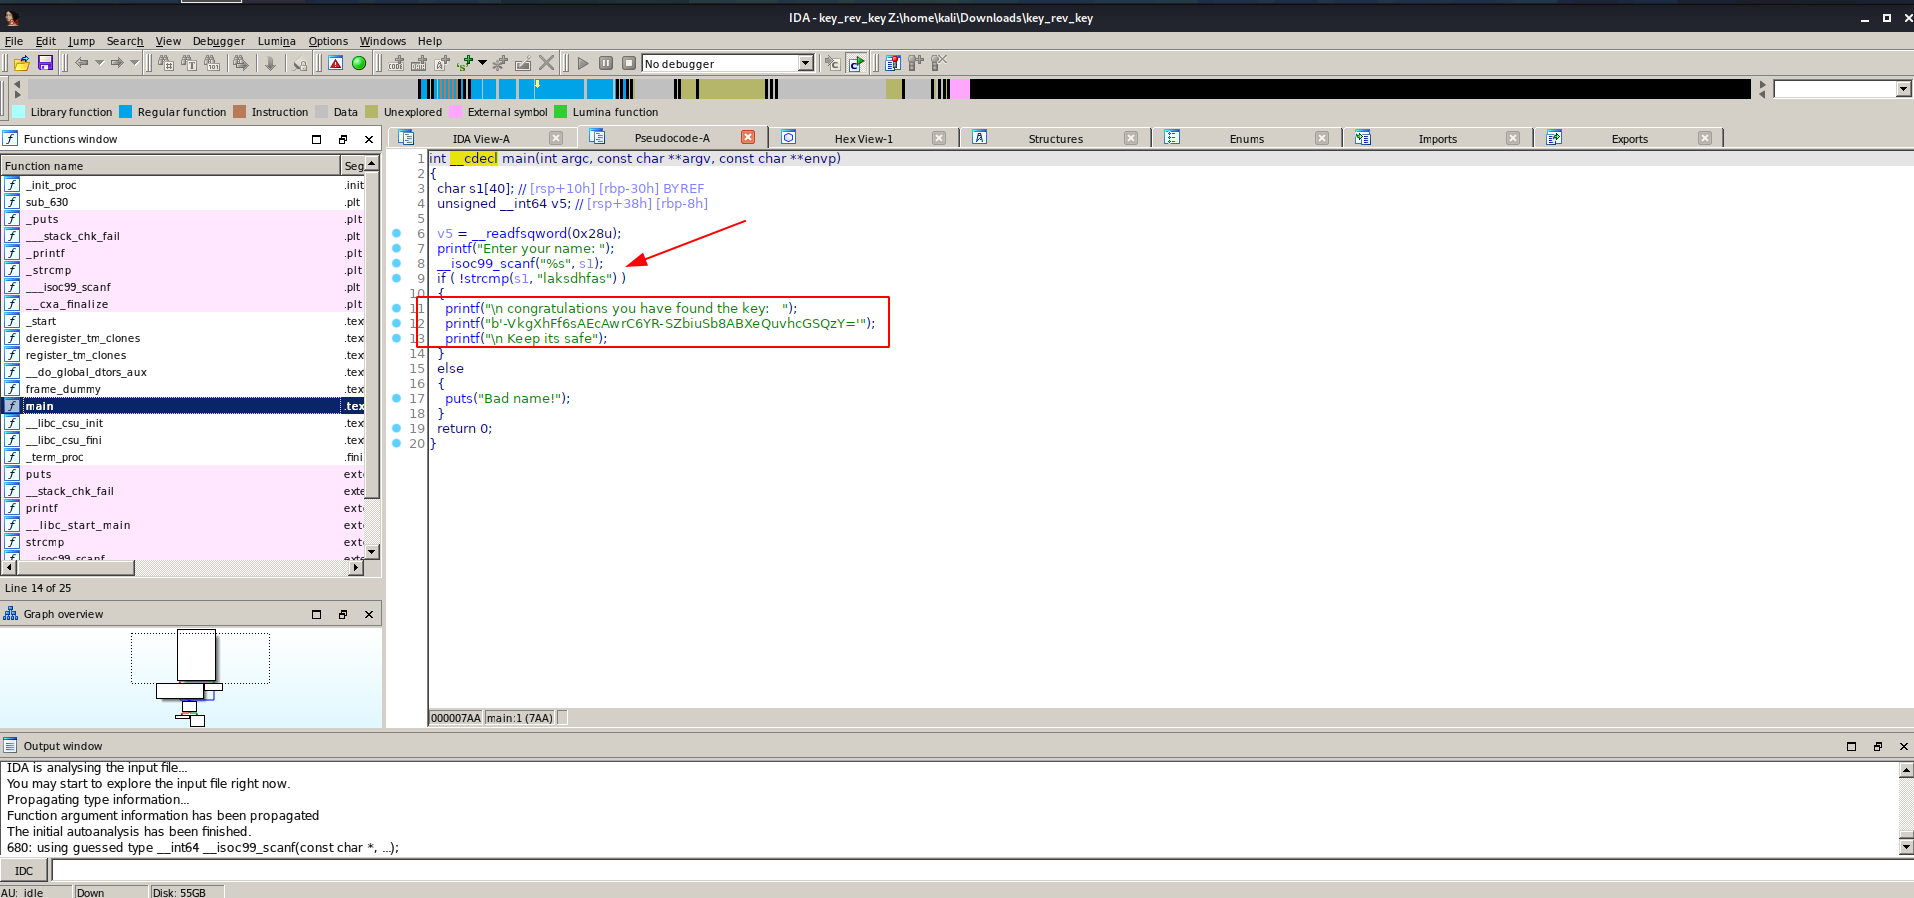 IDA - key_rev_key Z:\home\kali\Downloads\key_rev_key
File Edit Jump Search View Debugger Lumina Options Windows Help
No debugger
Library function Regular function Instruction Data Unexplored External symbol Lumina function
Functions window
IDA View-A Pseudocode-A Hex View-1 Structures Enums Imports Exports
Function name Seg
_init_proc .init
sub_630 .plt
_puts .plt
___stack_chk_fail .plt
_printf .plt
_strcmp .plt
___isoc99_scanf .plt
__cxa_finalize .plt
_start .tex
deregister_tm_clones .tex
register_tm_clones .tex
__do_global_dtors_aux .tex
frame_dummy .tex
main .tex
__libc_csu_init .tex
__libc_csu_fini .tex
_term_proc .fini
puts exte
__stack_chk_fail exte
printf exte
__libc_start_main exte
strcmp exte
__isoc99_scanf exte
Line 14 of 25
1 int __cdecl main(int argc, const char **argv, const char **envp)
2 {
3 char s1[40]; // [rsp+10h] [rbp-30h] BYREF
4 unsigned __int64 v5; // [rsp+38h] [rbp-8h]
5
6 v5 = __readfsqword(0x28u);
7 printf("Enter your name: ");
8 __isoc99_scanf("%s", s1);
9 if ( !strcmp(s1, "laksdhfas") )
10 {
11 printf("\n congratulations you have found the key:   ");
12 printf("b'-VkgXhFf6sAEcAwrC6YR-SZbiuSb8ABXeQuvhcGSQzY='");
13 printf("\n Keep its safe");
14 }
15 else
16 {
17 puts("Bad name!");
18 }
19 return 0;
20 }
000007AA main:1 (7AA)
Graph overview
Output window
IDA is analysing the input file...
You may start to explore the input file right now.
Propagating type information...
Function argument information has been propagated
The initial autoanalysis has been finished.
680: using guessed type __int64 __isoc99_scanf(const char *, ...);
IDC
AU: idle Down Disk: 55GB